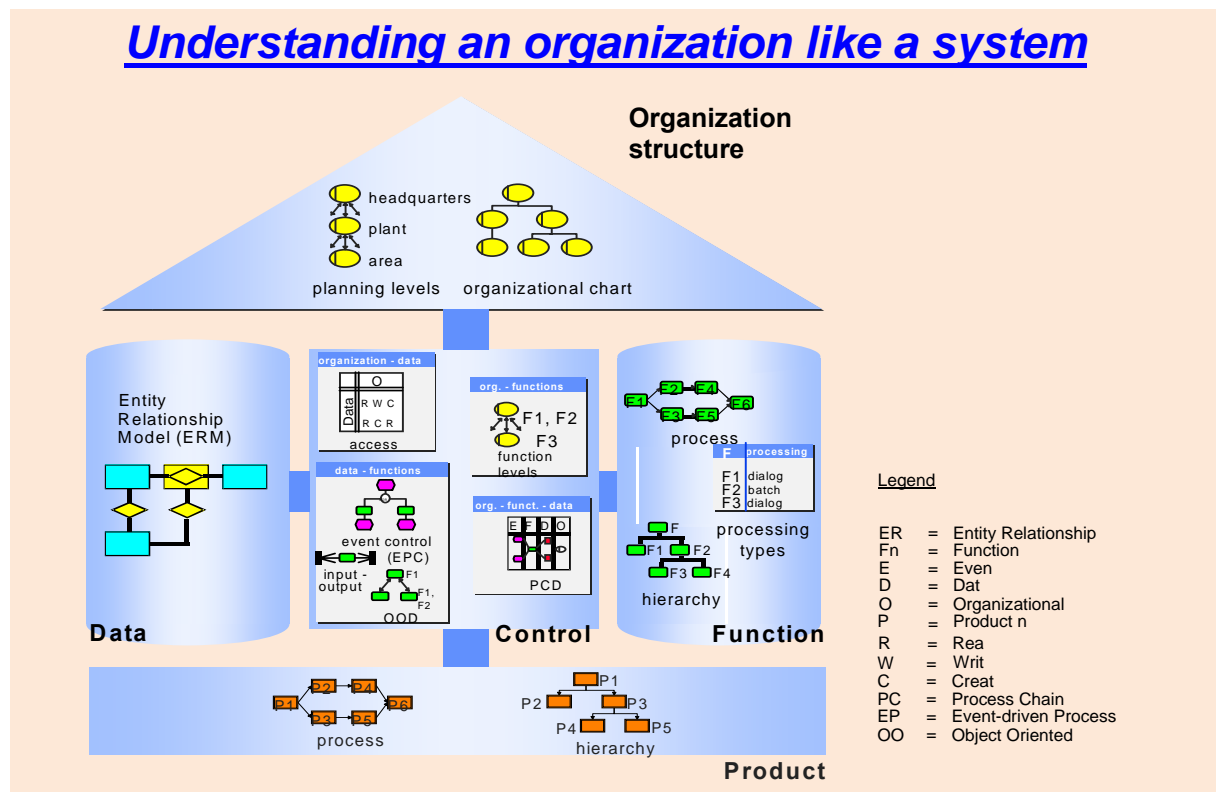 Understanding an organization like a system
Organization
structure
headquarters
plant
area
planning levels
organizational chart
organization - data
O
Data
R W C
R C R
access
org. - functions
F1, F2
F3
function
levels
data - functions
event control
(EPC)
input -
output
F1
F1,
F2
OOD
org. - funct. - data
E F D O
PCD
Entity
Relationship
Model (ERM)
Data
Control
F1
F2
F4
F3
F5
F6
process
F processing
F1 dialog
F2 batch
F3 dialog
processing
types
F
F1
F2
F3
F4
hierarchy
Function
P1
P2
P4
P3
P5
P6
process
P1
P2
P3
P4
P5
hierarchy
Product
Legend
ER = Entity Relationship
Fn = Function
E = Even
D = Dat
O = Organizational
P = Product n
R = Rea
W = Writ
C = Creat
PC = Process Chain
EP = Event-driven Process
OO = Object Oriented